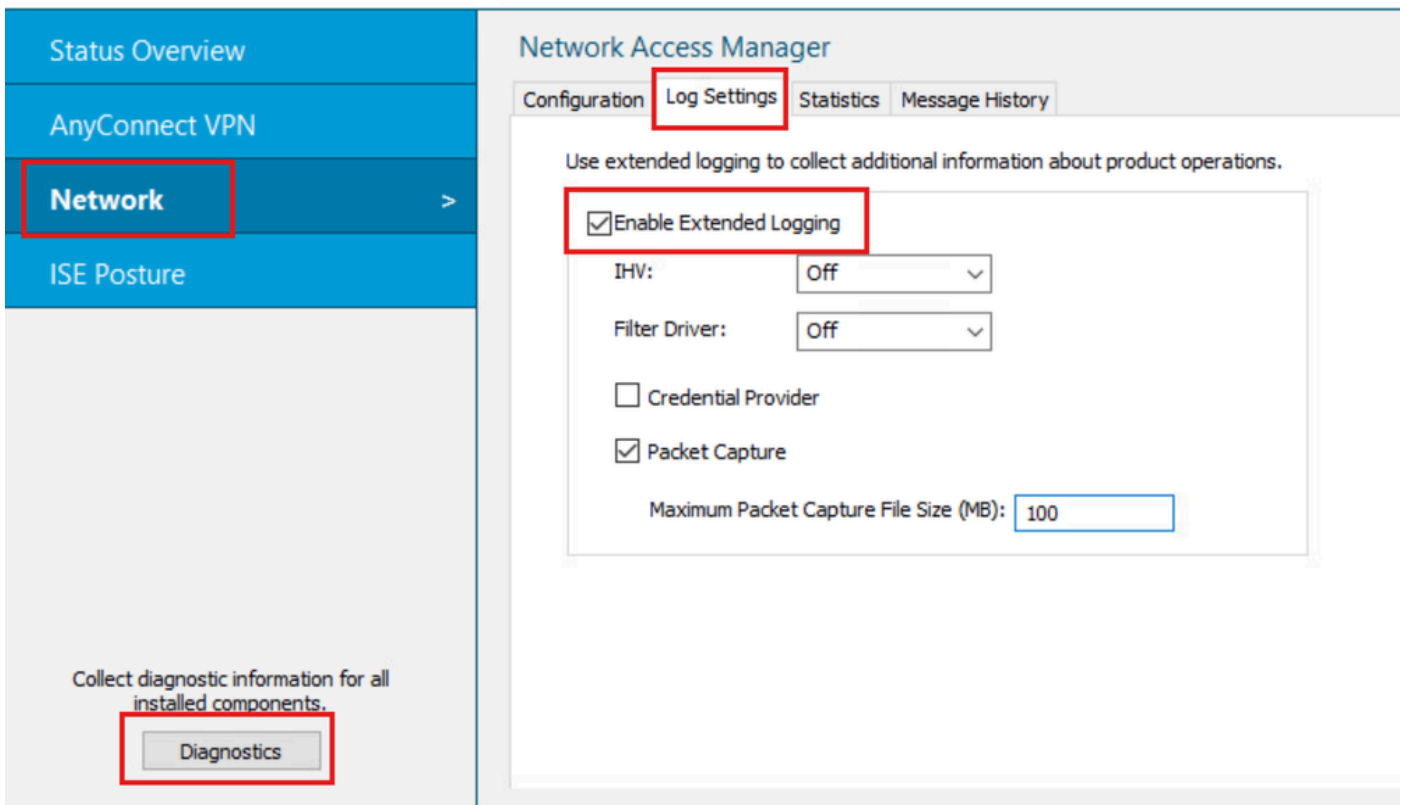 Status Overview
AnyConnect VPN
Network >
ISE Posture
Collect diagnostic information for all
installed components.
Diagnostics
Network Access Manager
Configuration Log Settings Statistics Message History
Use extended logging to collect additional information about product operations.
Enable Extended Logging
IHV: Off
Filter Driver: Off
Credential Provider
Packet Capture
Maximum Packet Capture File Size (MB): 100